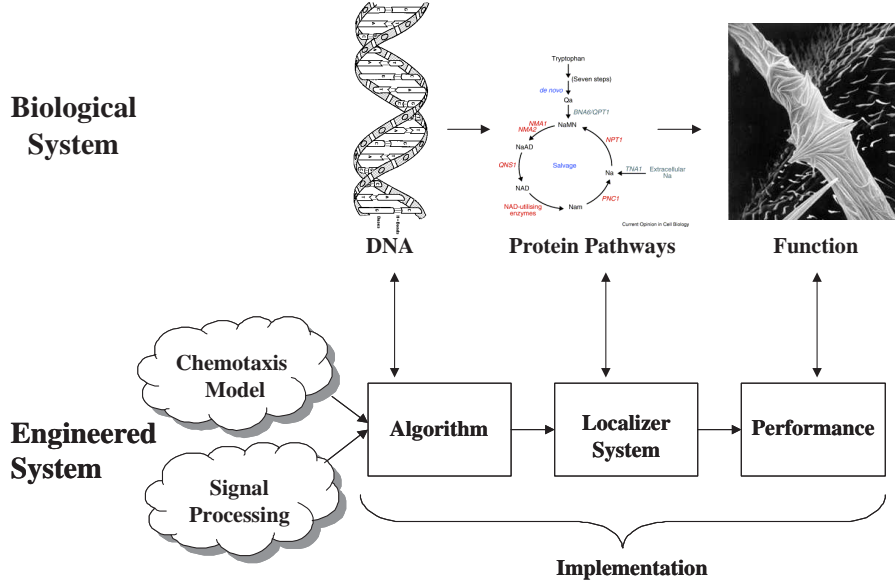 Biological
System
Tryptophan
(Seven steps)
de novo
Qa
BNA6/QPT1
NMA1
NMA2
NaMN
NaAD
NPT1
QNS1
Salvage
Na
TNA1
Extracellular
Na
NAD
NAD-utilising
enzymes
Nam
PNC1
Current Opinion in Cell Biology
DNA
Protein Pathways
Function
Chemotaxis
Model
Engineered
System
Signal
Processing
Algorithm
Localizer
System
Performance
Implementation